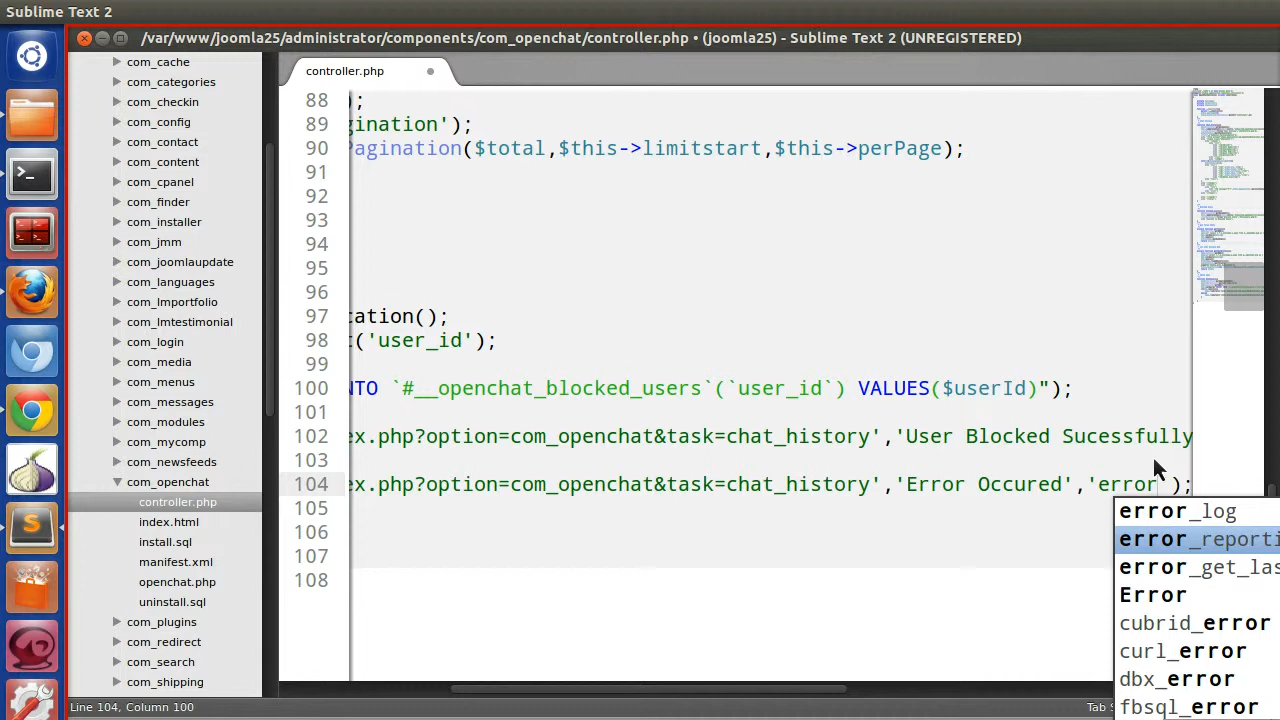 Sublime Text 2
/var/www/joomla25/administrator/components/com_openchat/controller.php • (joomla25) - Sublime Text 2 (UNREGISTERED)
com_cache
com_categories
com_checkin
com_config
com_contact
com_content
com_cpanel
com_finder
com_installer
com_jmm
com_joomlaupdate
com_languages
com_lmportfolio
com_lmtestimonial
com_login
com_media
com_menus
com_messages
com_modules
com_mycomp
com_newsfeeds
com_openchat
controller.php
index.html
install.sql
manifest.xml
openchat.php
uninstall.sql
com_plugins
com_redirect
com_search
com_shipping
controller.php
88 );
89 gination');
90 Pagination($total,$this->limitstart,$this->perPage);
91
92
93
94
95
96
97 cation();
98 t('user_id');
99
100 NTO `#__openchat_blocked_users`(`user_id`) VALUES($userId)");
101
102 ex.php?option=com_openchat&task=chat_history','User Blocked Sucessfully
103
104 ex.php?option=com_openchat&task=chat_history','Error Occured','error');
105
106
107
108
error_log
error_reporti
error_get_las
Error
cubrid_error
curl_error
dbx_error
fbsql_error
Line 104, Column 100
Tab S